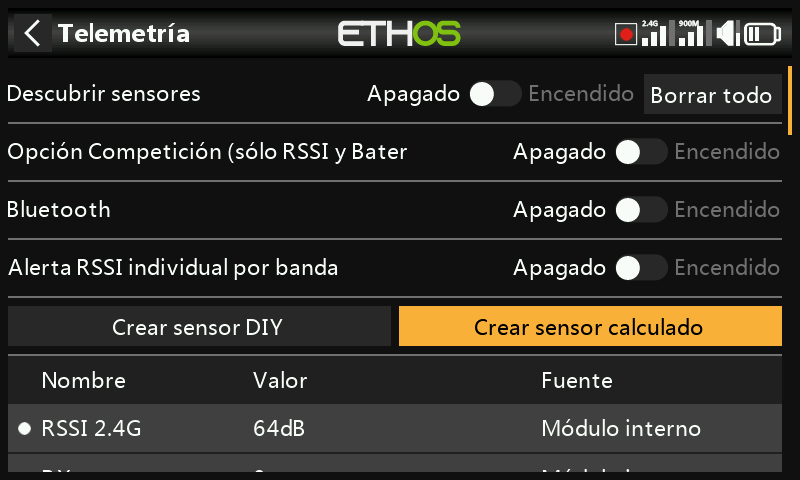 Telemetría ETHOS 2.4G 900M
Descubrir sensores Apagado Encendido Borrar todo
Opción Competición (sólo RSSI y Bater Apagado Encendido
Bluetooth Apagado Encendido
Alerta RSSI individual por banda Apagado Encendido
Crear sensor DIY Crear sensor calculado
Nombre Valor Fuente
RSSI 2.4G 64dB Módulo interno